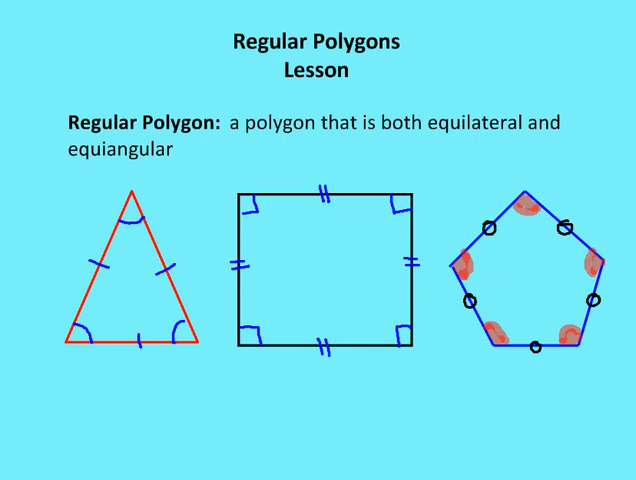 Regular Polygons
Lesson
Regular Polygon: a polygon that is both equilateral and
equiangular